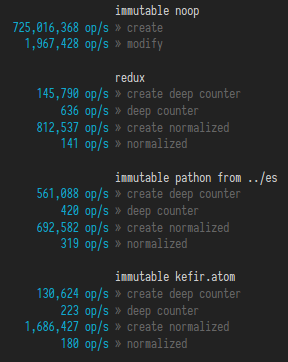 immutable noop
725,016,368 op/s » create
1,967,428 op/s » modify
redux
145,790 op/s » create deep counter
636 op/s » deep counter
812,537 op/s » create normalized
141 op/s » normalized
immutable pathon from ../es
561,088 op/s » create deep counter
420 op/s » deep counter
692,582 op/s » create normalized
319 op/s » normalized
immutable kefir.atom
130,624 op/s » create deep counter
223 op/s » deep counter
1,686,427 op/s » create normalized
180 op/s » normalized